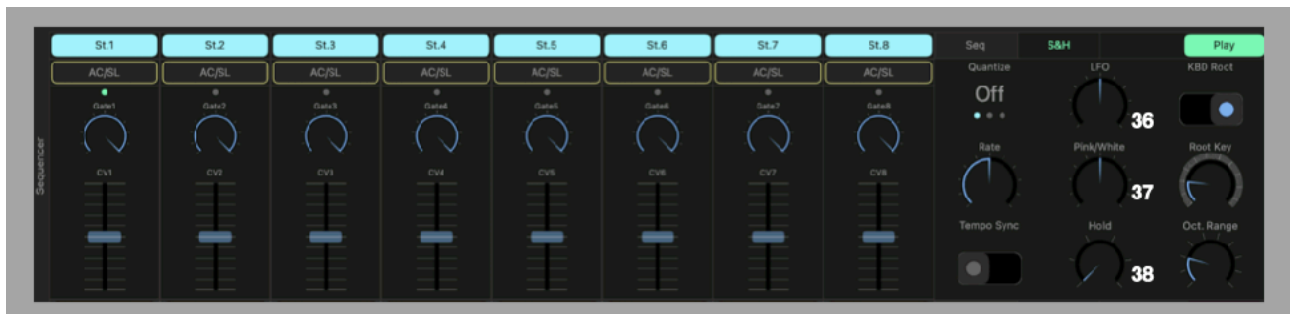 St.1 St.2 St.3 St.4 St.5 St.6 St.7 St.8 Seq S&H Play
AC/SL AC/SL AC/SL AC/SL AC/SL AC/SL AC/SL AC/SL Quantize LFO KBD Root
Off
Gate1 Gate2 Gate3 Gate4 Gate5 Gate6 Gate7 Gate8
36
Sequencer
Rate Pink/White Root Key
CV1 CV2 CV3 CV4 CV5 CV6 CV7 CV8
37
Tempo Sync Hold Oct. Range
38